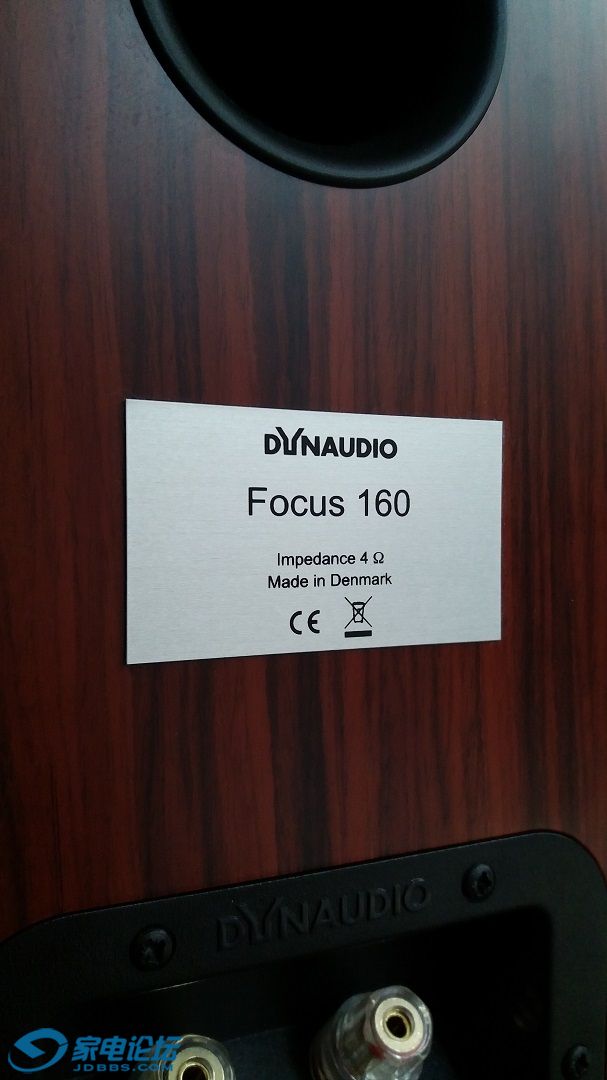 DYNAUDIO
Focus 160
Impedance 4 Ω
Made in Denmark
CE
DYNAUDIO
家电论坛
JDBBS.COM